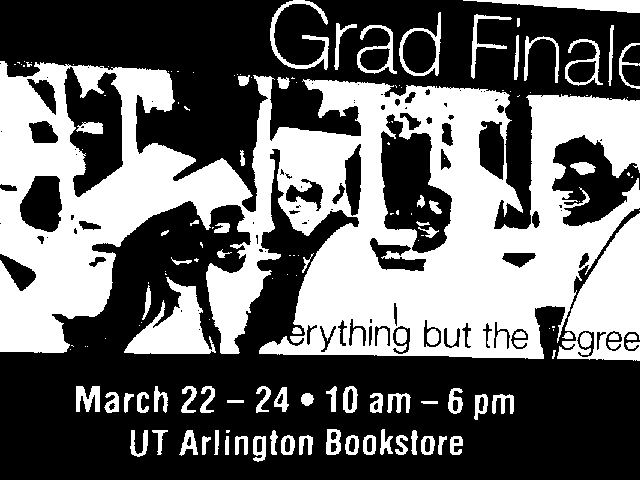 Grad Finale
erything but the egree
March 22 – 24 • 10 am – 6 pm
UT Arlington Bookstore